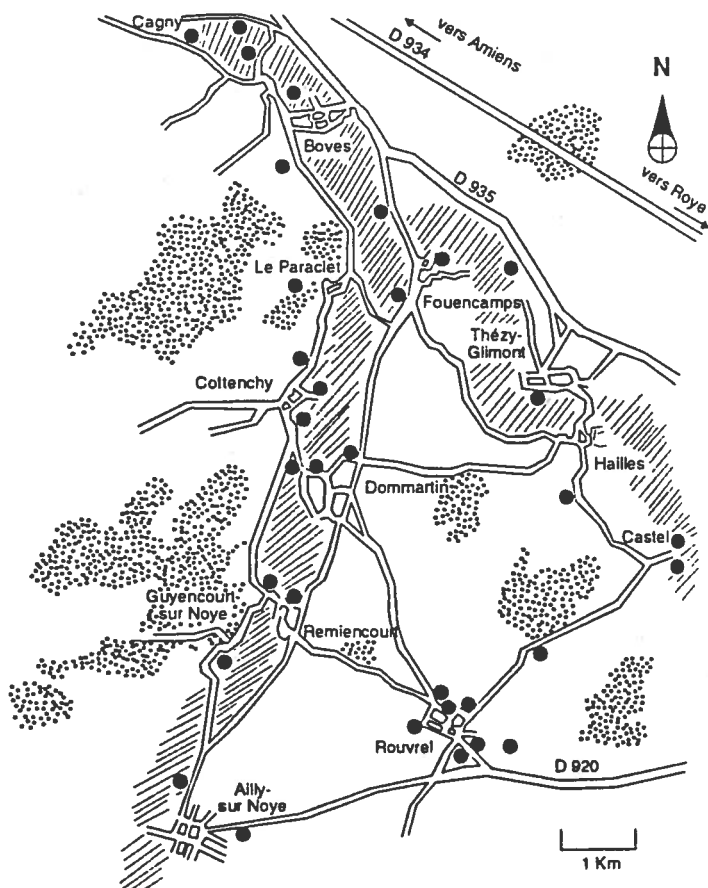 Cagny
vers Amiens
D 934
N
Boves
D 935
vers Roye
Le Paraclet
Fouencamps
Thézy-
Glimont
Cottenchy
Hailles
Dommartin
Castel
Guyencourt
sur Noye
Remiencourt
Rouvrel
D 920
Ailly-
sur Noye
1 Km